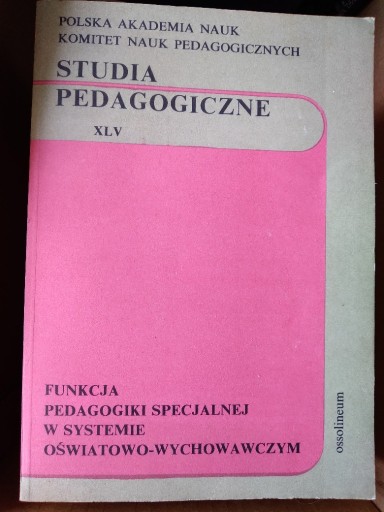 POLSKA AKADEMIA NAUK
KOMITET NAUK PEDAGOGICZNYCH
STUDIA
PEDAGOGICZNE
XLV
FUNKCJA
PEDAGOGIKI SPECJALNEJ
W SYSTEMIE
OŚWIATOWO-WYCHOWAWCZYM
ossolineum